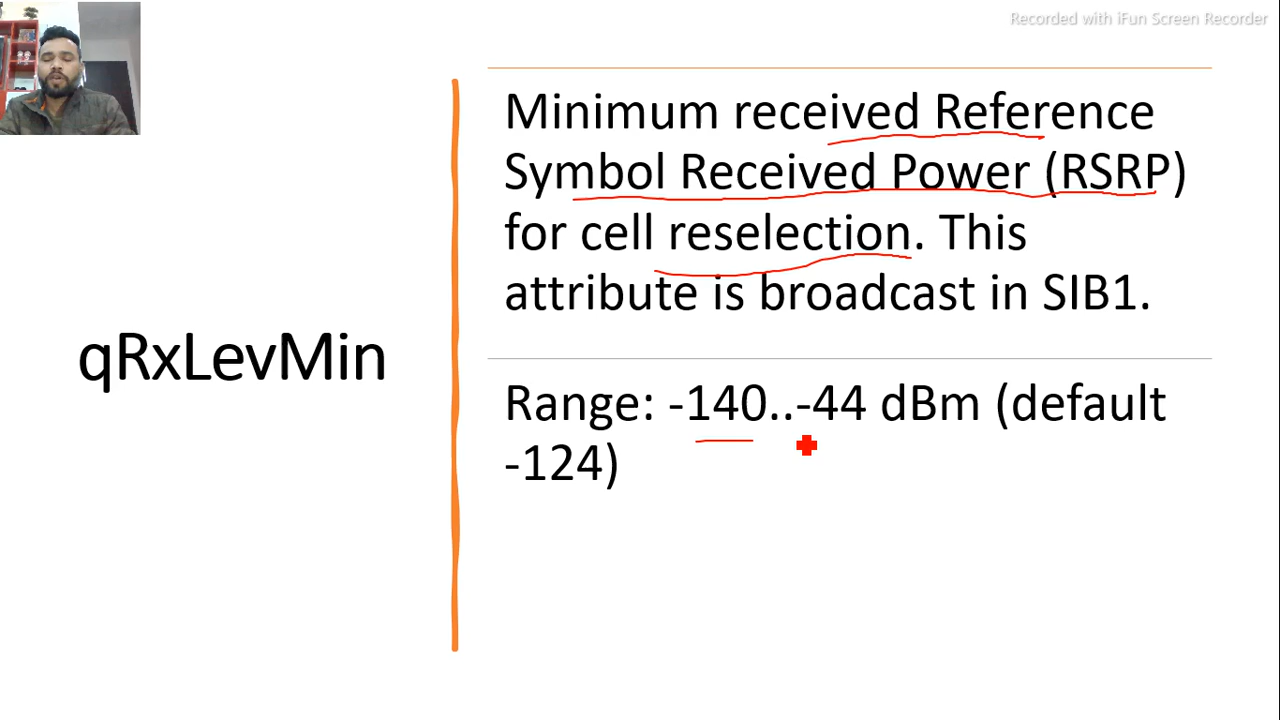 Recorded with iFun Screen Recorder
qRxLevMin
Minimum received Reference
Symbol Received Power (RSRP)
for cell reselection. This
attribute is broadcast in SIB1.
Range: -140..-44 dBm (default
-124)